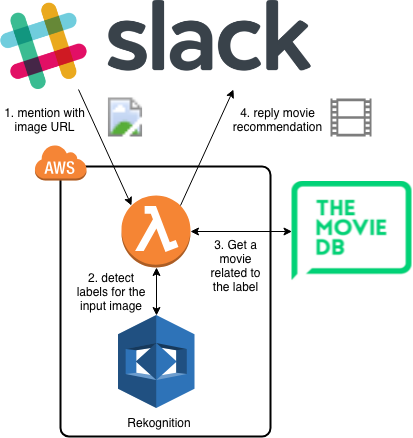 slack
1. mention with
image URL
4. reply movie
recommendation
AWS
λ
THE
MOVIE
DB
3. Get a
movie
related to
the label
2. detect
labels for the
input image
Rekognition